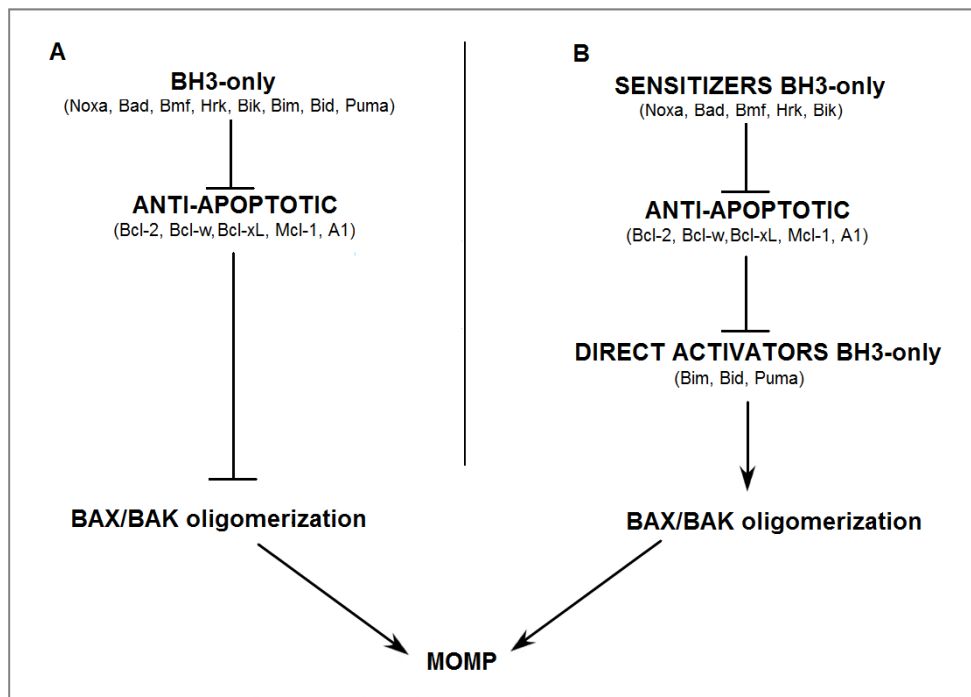 A
BH3-only
(Noxa, Bad, Bmf, Hrk, Bik, Bim, Bid, Puma)
ANTI-APOPTOTIC
(Bcl-2, Bcl-w,Bcl-xL, Mcl-1, A1)
BAX/BAK oligomerization
B
SENSITIZERS BH3-only
(Noxa, Bad, Bmf, Hrk, Bik)
ANTI-APOPTOTIC
(Bcl-2, Bcl-w,Bcl-xL, Mcl-1, A1)
DIRECT ACTIVATORS BH3-only
(Bim, Bid, Puma)
BAX/BAK oligomerization
MOMP